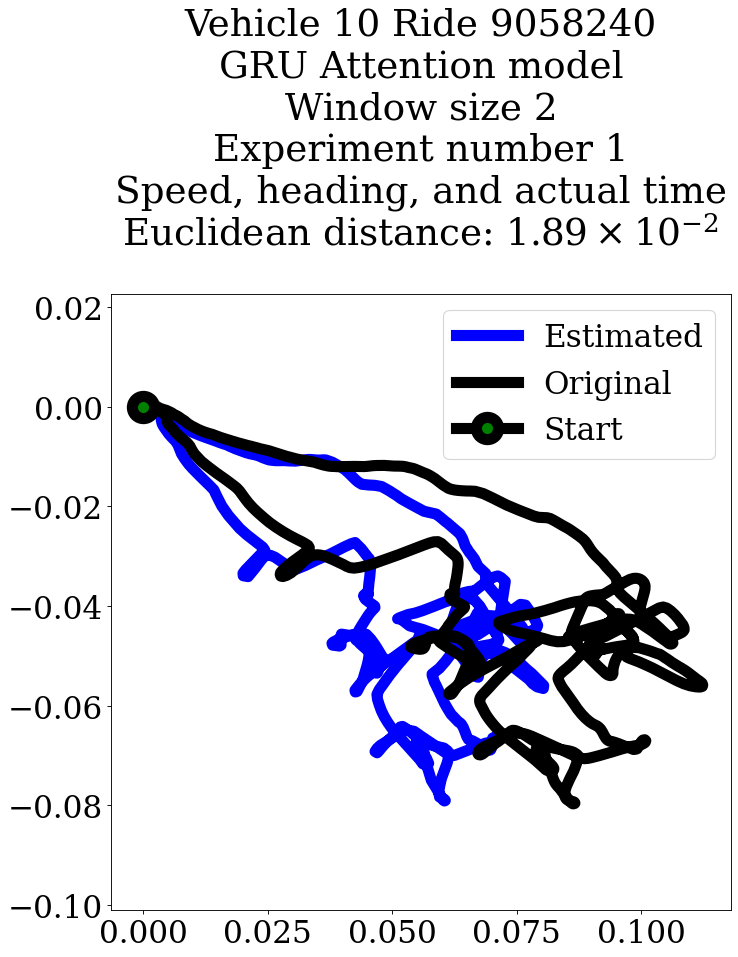 Vehicle 10 Ride 9058240
GRU Attention model
Window size 2
Experiment number 1
Speed, heading, and actual time
Euclidean distance: 1.89 × 10⁻²
0.02
0.00
−0.02
−0.04
−0.06
−0.08
−0.10
Estimated
Original
Start
0.000 0.025 0.050 0.075 0.100